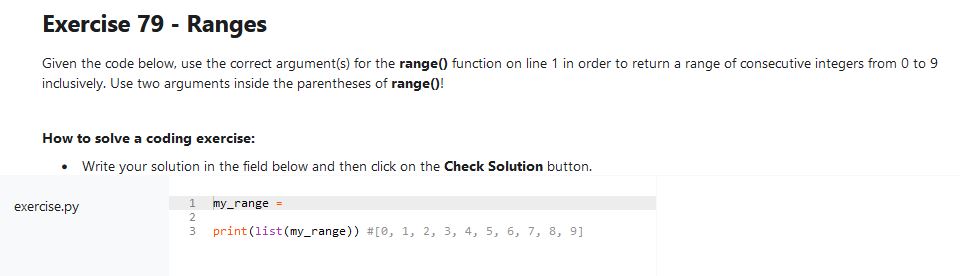 Exercise 79 - Ranges
Given the code below, use the correct argument(s) for the range() function on line 1 in order to return a range of consecutive integers from 0 to 9
inclusively. Use two arguments inside the parentheses of range()!
How to solve a coding exercise:
• Write your solution in the field below and then click on the Check Solution button.
exercise.py
1 my_range =
2
3 print(list(my_range)) #[0, 1, 2, 3, 4, 5, 6, 7, 8, 9]